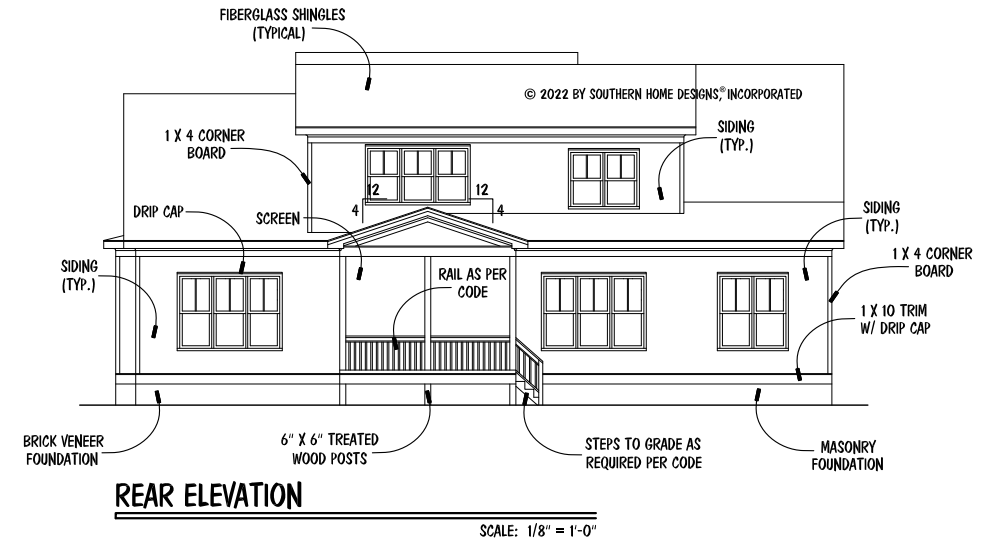 FIBERGLASS SHINGLES
(TYPICAL)
© 2022 BY SOUTHERN HOME DESIGNS,® INCORPORATED
1 X 4 CORNER
BOARD
SIDING
(TYP.)
12
12
4
4
DRIP CAP
SCREEN
SIDING
(TYP.)
1 X 4 CORNER
BOARD
SIDING
(TYP.)
RAIL AS PER
CODE
1 X 10 TRIM
W/ DRIP CAP
BRICK VENEER
FOUNDATION
6" X 6" TREATED
WOOD POSTS
STEPS TO GRADE AS
REQUIRED PER CODE
MASONRY
FOUNDATION
REAR ELEVATION
SCALE: 1/8" = 1'-0"